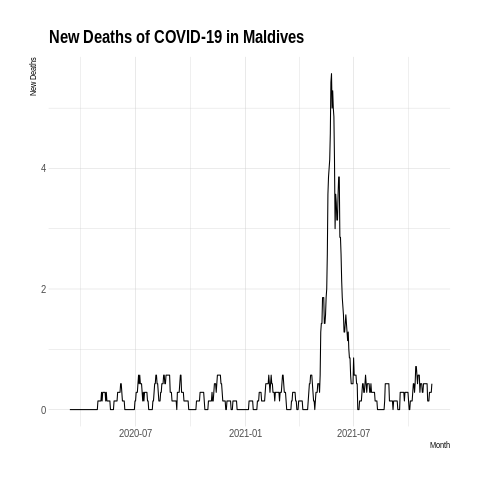 New Deaths of COVID-19 in Maldives
New Deaths
4
2
0
2020-07 2021-01 2021-07
Month